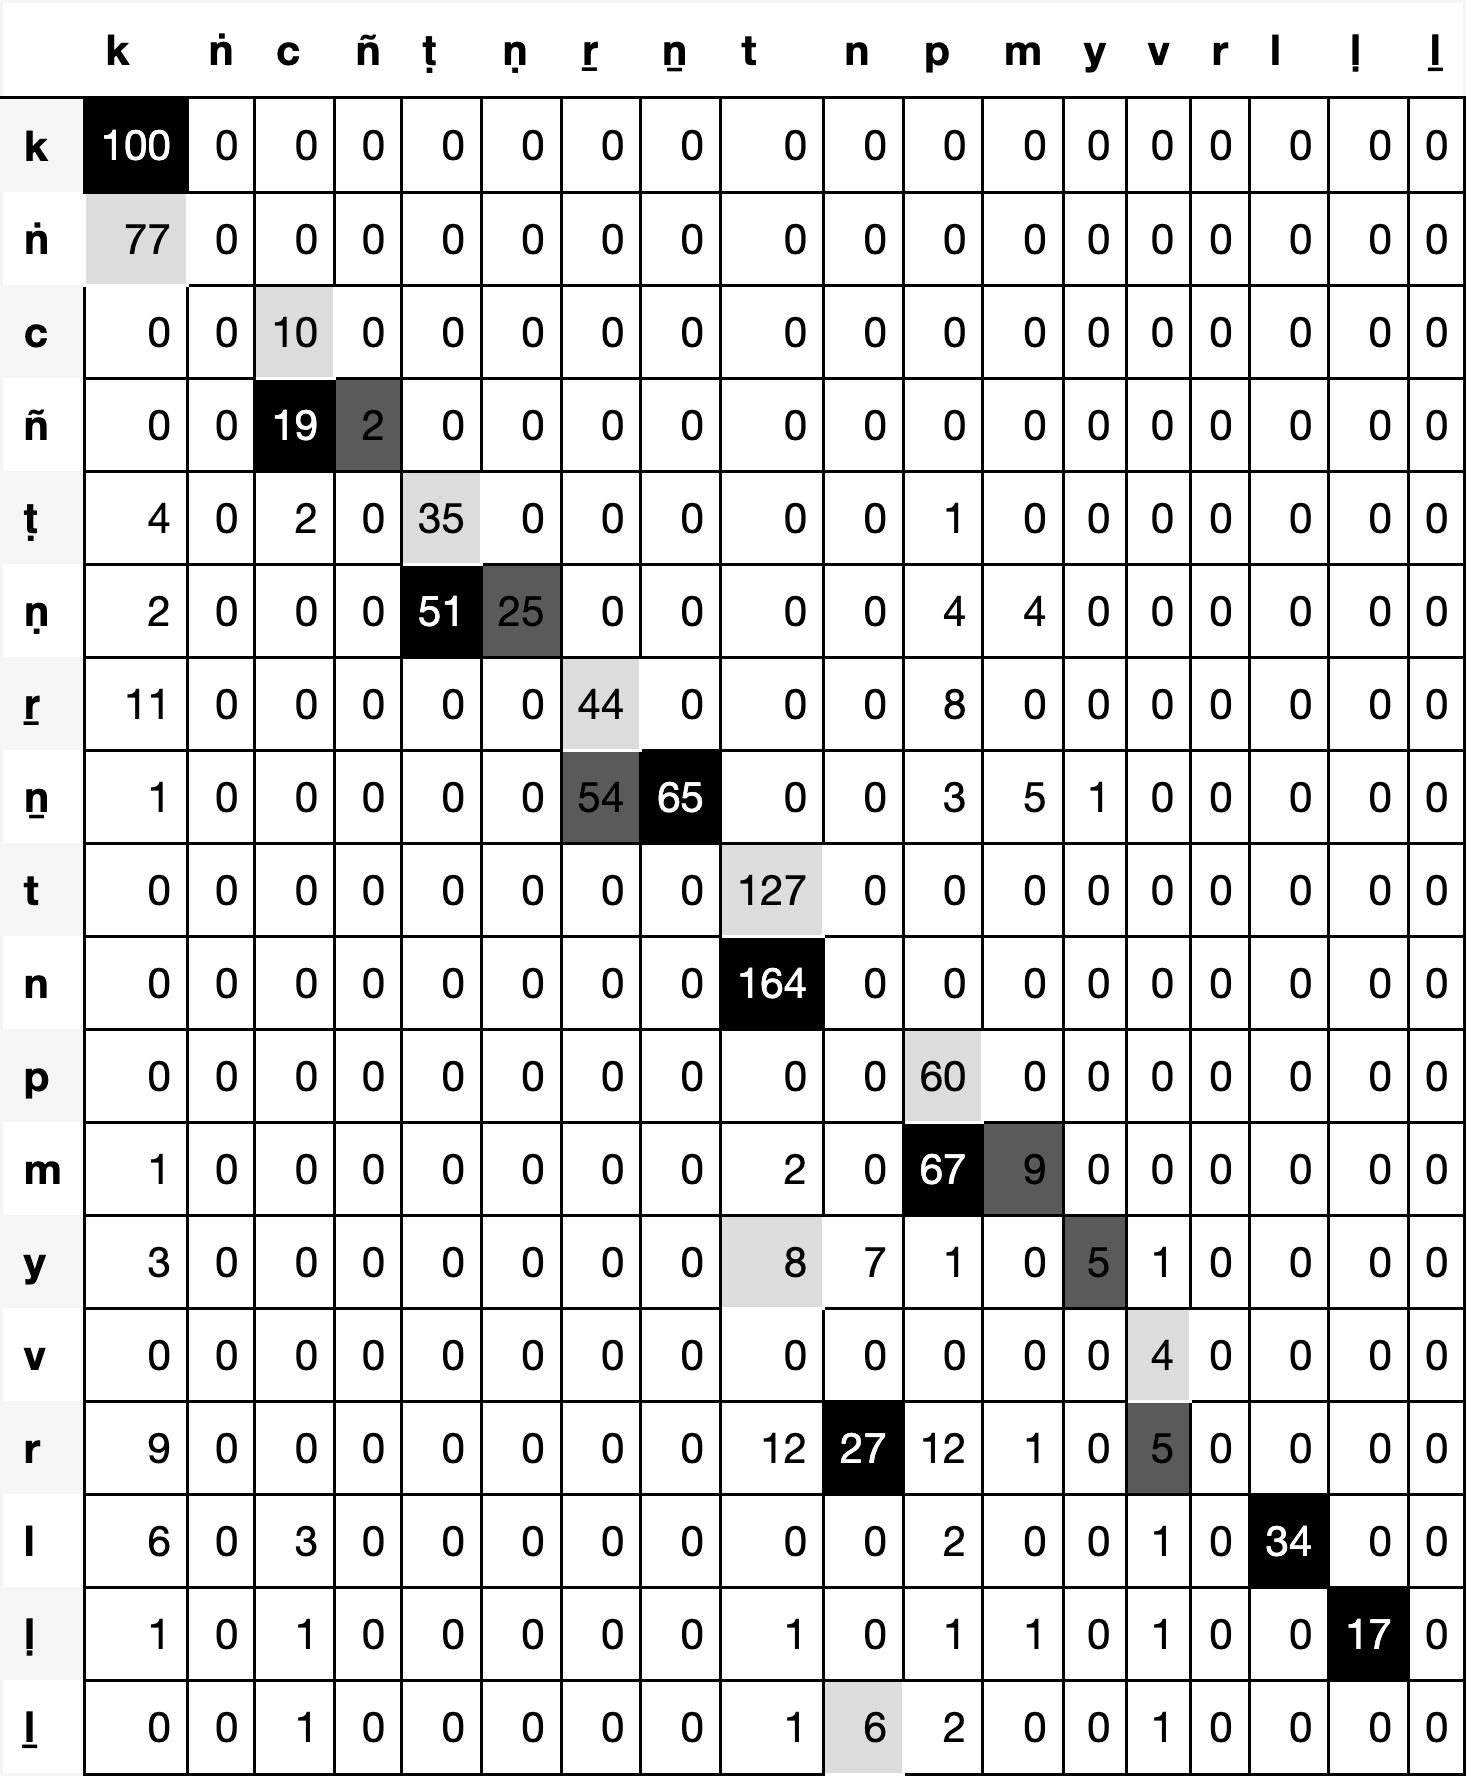 k ṅ c ñ ṭ ṇ ṟ ṉ t n p m y v r l ḷ ḻ
k 100 0 0 0 0 0 0 0 0 0 0 0 0 0 0 0 0 0
ṅ 77 0 0 0 0 0 0 0 0 0 0 0 0 0 0 0 0 0
c 0 0 10 0 0 0 0 0 0 0 0 0 0 0 0 0 0 0
ñ 0 0 19 2 0 0 0 0 0 0 0 0 0 0 0 0 0 0
ṭ 4 0 2 0 35 0 0 0 0 0 1 0 0 0 0 0 0 0
ṇ 2 0 0 0 51 25 0 0 0 0 4 4 0 0 0 0 0 0
ṟ 11 0 0 0 0 0 44 0 0 0 8 0 0 0 0 0 0 0
ṉ 1 0 0 0 0 0 54 65 0 0 3 5 1 0 0 0 0 0
t 0 0 0 0 0 0 0 0 127 0 0 0 0 0 0 0 0 0
n 0 0 0 0 0 0 0 0 164 0 0 0 0 0 0 0 0 0
p 0 0 0 0 0 0 0 0 0 0 60 0 0 0 0 0 0 0
m 1 0 0 0 0 0 0 0 2 0 67 9 0 0 0 0 0 0
y 3 0 0 0 0 0 0 0 8 7 1 0 5 1 0 0 0 0
v 0 0 0 0 0 0 0 0 0 0 0 0 0 4 0 0 0 0
r 9 0 0 0 0 0 0 0 12 27 12 1 0 5 0 0 0 0
l 6 0 3 0 0 0 0 0 0 0 2 0 0 1 0 34 0 0
ḷ 1 0 1 0 0 0 0 0 1 0 1 1 0 1 0 0 17 0
ḻ 0 0 1 0 0 0 0 0 1 6 2 0 0 1 0 0 0 0